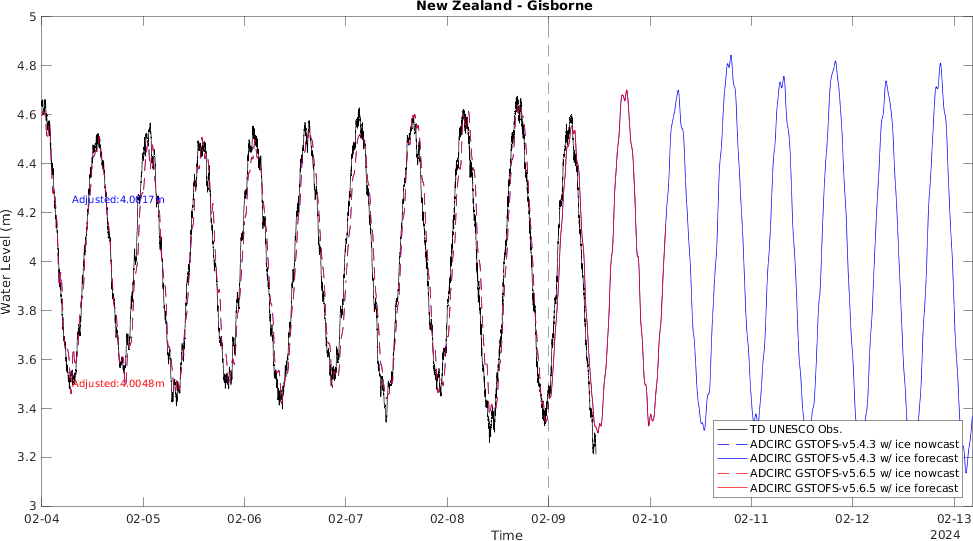 New Zealand - Gisborne
5
4.8
4.6
4.4
4.2
4
3.8
3.6
3.4
3.2
3
Water Level (m)
Adjusted:4.0017m
Adjusted:4.0048m
TD UNESCO Obs.
ADCIRC GSTOFS-v5.4.3 w/ ice nowcast
ADCIRC GSTOFS-v5.4.3 w/ ice forecast
ADCIRC GSTOFS-v5.6.5 w/ ice nowcast
ADCIRC GSTOFS-v5.6.5 w/ ice forecast
02-04 02-05 02-06 02-07 02-08 02-09 02-10 02-11 02-12 02-13
Time
2024